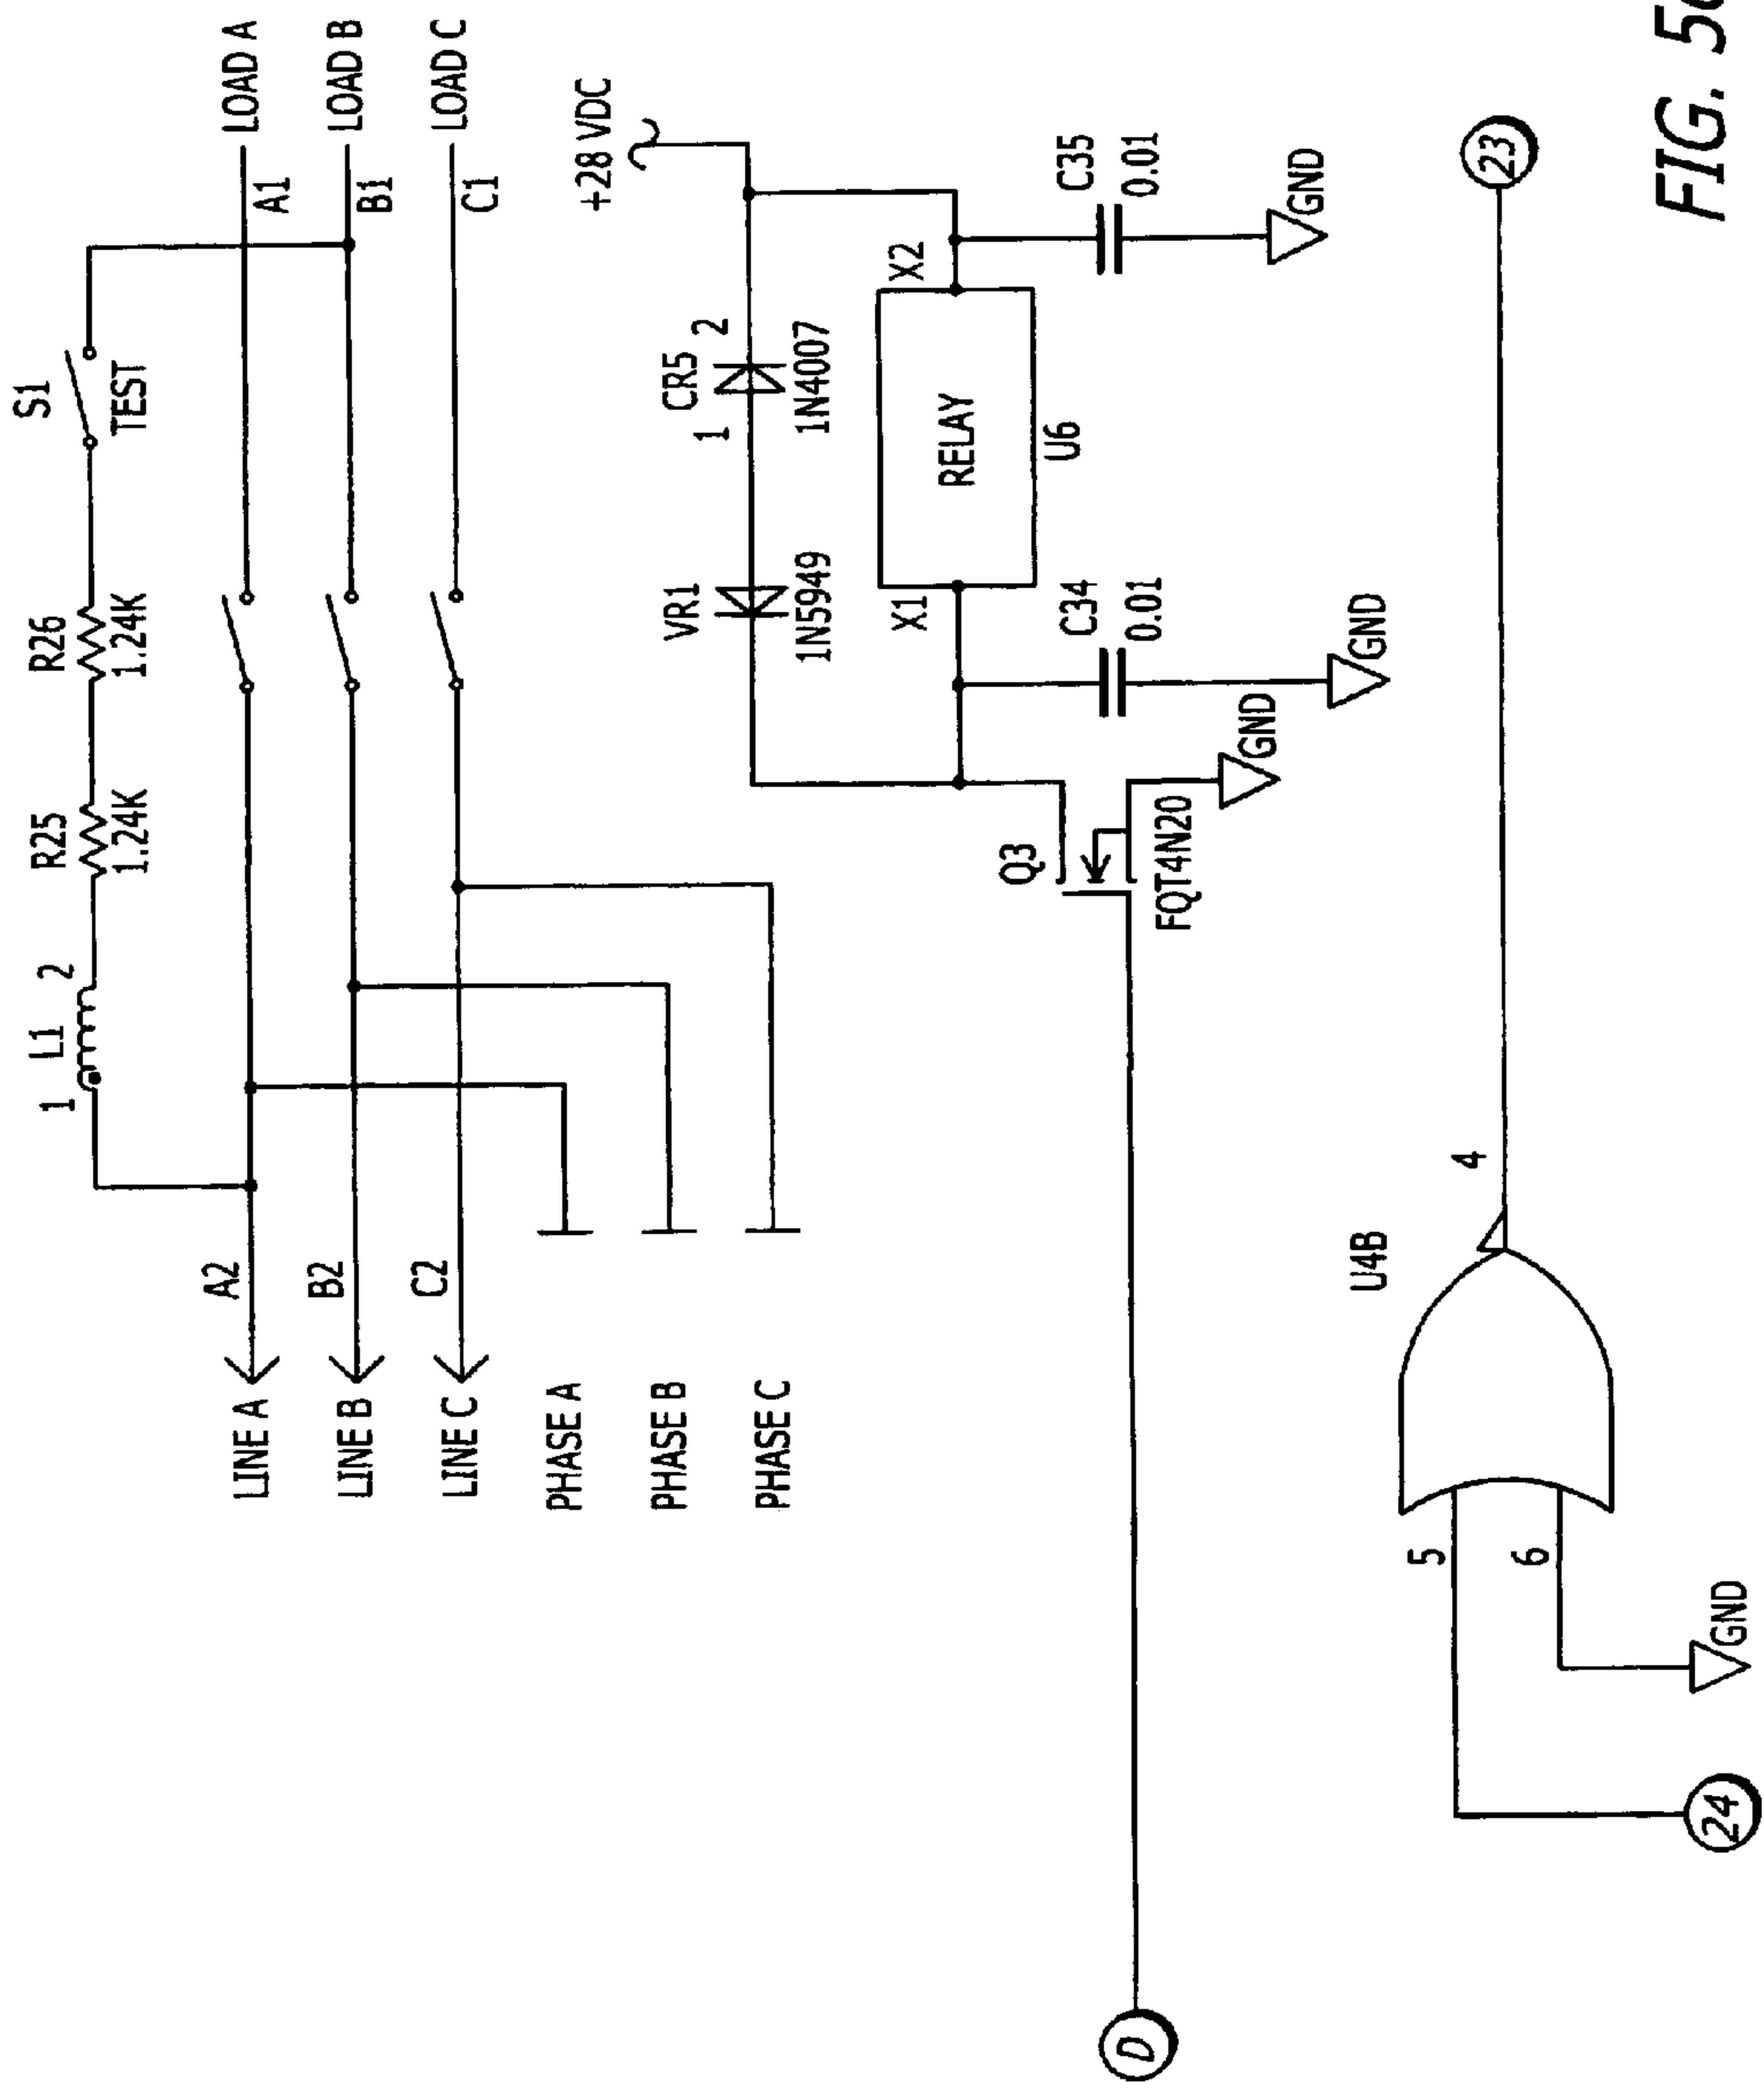 S1
TEST
L1
1
2
R25
1.24K
R26
1.24K
LINE A
A2
A1
LOAD A
LINE B
B2
B1
LOAD B
LINE C
C2
C1
LOAD C
PHASE A
PHASE B
PHASE C
+28 VDC
VR1
1N5949
CR5
1
2
1N4007
X1
RELAY
X2
U6
C34
0.01
GND
C35
0.01
GND
Q3
FQT4N20
GND
D
U4B
5
6
4
GND
24
23